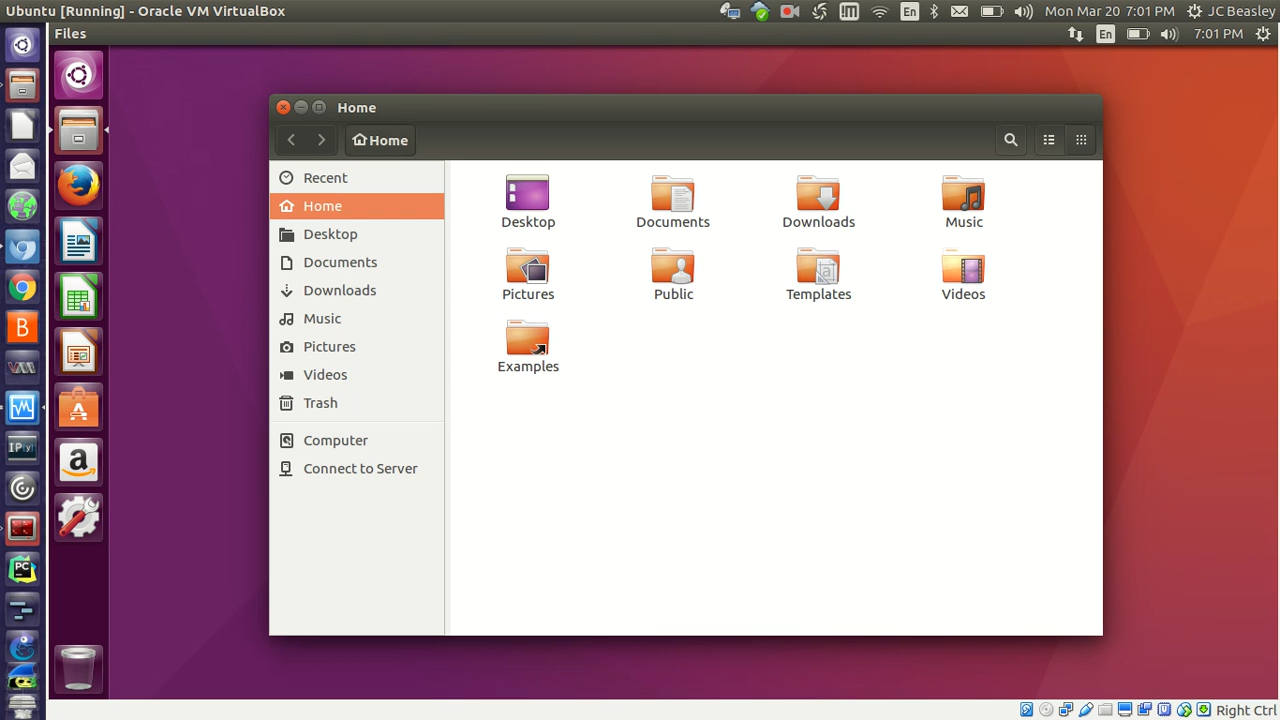 Ubuntu [Running] - Oracle VM VirtualBox
En
Mon Mar 20 7:01 PM
JC Beasley
Files
En
7:01 PM
Home
Home
Recent
Home
Desktop
Documents
Downloads
Music
Pictures
Videos
Trash
Computer
Connect to Server
Desktop
Documents
Downloads
Music
Pictures
Public
Templates
Videos
Examples
B
a
IP[y]
PC
Right Ctrl